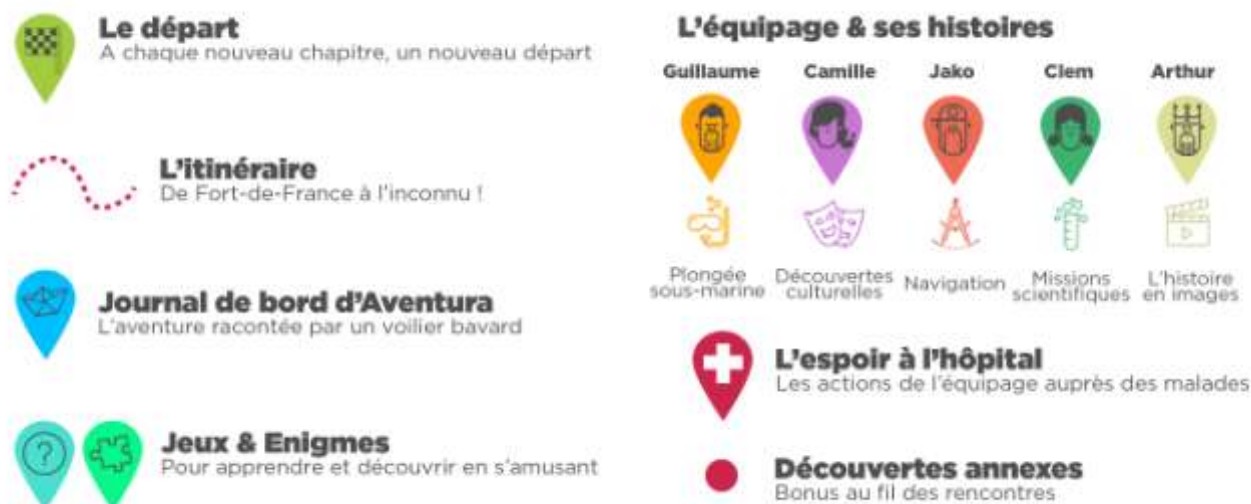 Le départ
A chaque nouveau chapitre, un nouveau départ
L'itinéraire
De Fort-de-France à l'inconnu !
Journal de bord d'Aventura
L'aventure racontée par un voilier bavard
?
Jeux & Enigmes
Pour apprendre et découvrir en s'amusant
L'équipage & ses histoires
Guillaume Camille Jako Clem Arthur
Plongée sous-marine
Découvertes culturelles
Navigation
Missions scientifiques
L'histoire en images
L'espoir à l'hôpital
Les actions de l'équipage auprès des malades
Découvertes annexes
Bonus au fil des rencontres